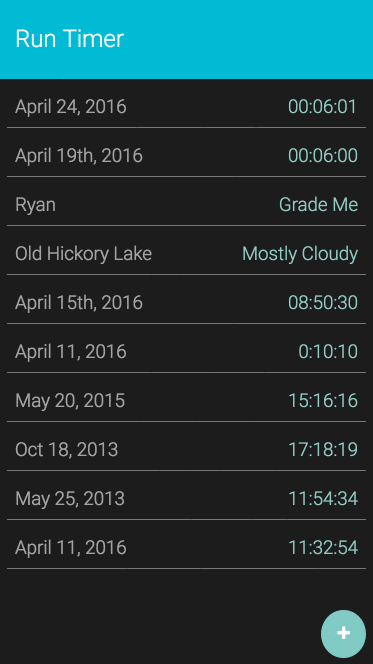 Run Timer
April 24, 2016 00:06:01
April 19th, 2016 00:06:00
Ryan Grade Me
Old Hickory Lake Mostly Cloudy
April 15th, 2016 08:50:30
April 11, 2016 0:10:10
May 20, 2015 15:16:16
Oct 18, 2013 17:18:19
May 25, 2013 11:54:34
April 11, 2016 11:32:54
+